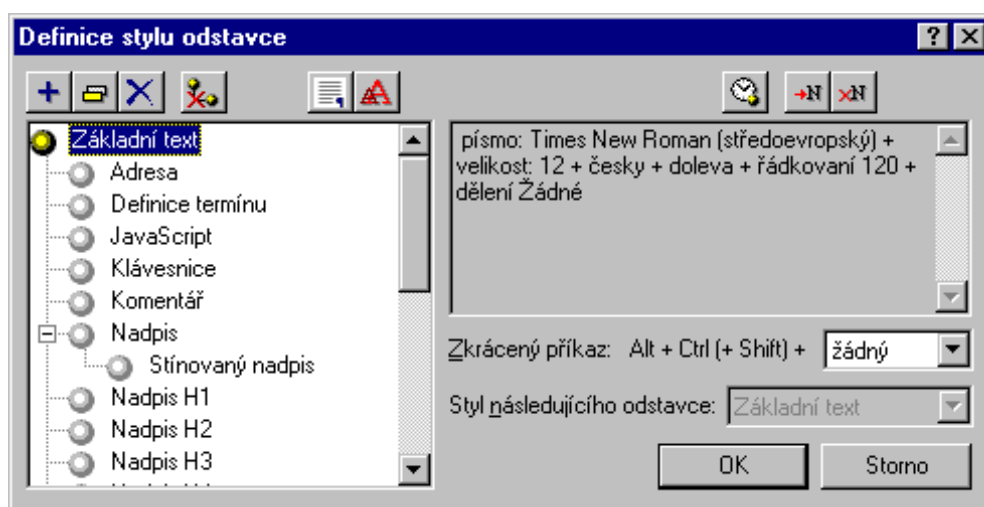 Definice stylu odstavce
Základní text
Adresa
Definice termínu
JavaScript
Klávesnice
Komentář
Nadpis
Stínovaný nadpis
Nadpis H1
Nadpis H2
Nadpis H3
písmo: Times New Roman (středoevropský) +
velikost: 12 + česky + doleva + řádkovaní 120 +
dělení Žádné
Zkrácený příkaz: Alt + Ctrl (+ Shift) + žádný
Styl následujícího odstavce: Základní text
OK Storno